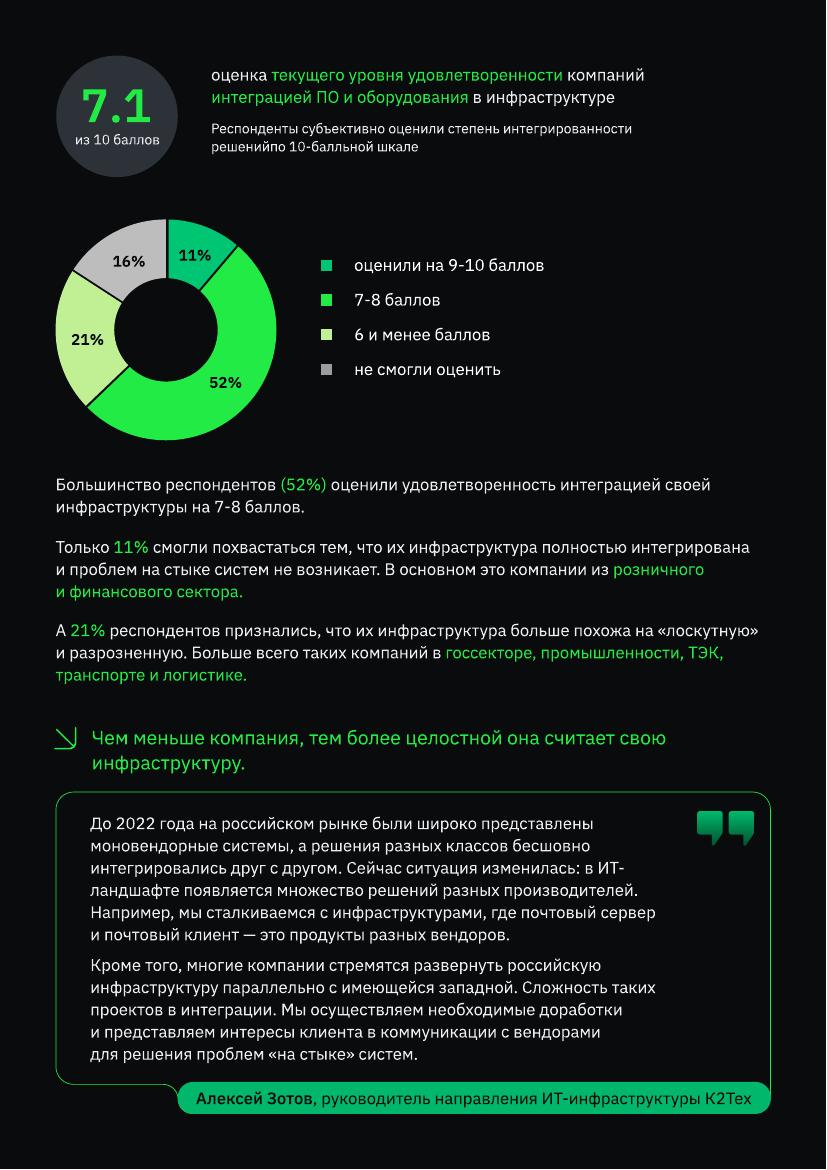 7.1
из 10 баллов
оценка текущего уровня удовлетворенности компаний
интеграцией ПО и оборудования в инфраструктуре
Респонденты субъективно оценили степень интегрированности
решенийпо 10-балльной шкале
16%
11%
21%
52%
оценили на 9-10 баллов
7-8 баллов
6 и менее баллов
не смогли оценить
Большинство респондентов (52%) оценили удовлетворенность интеграцией своей
инфраструктуры на 7-8 баллов.
Только 11% смогли похвастаться тем, что их инфраструктура полностью интегрирована
и проблем на стыке систем не возникает. В основном это компании из розничного
и финансового сектора.
А 21% респондентов признались, что их инфраструктура больше похожа на «лоскутную»
и разрозненную. Больше всего таких компаний в госсекторе, промышленности, ТЭК,
транспорте и логистике.
Чем меньше компания, тем более целостной она считает свою
инфраструктуру.
До 2022 года на российском рынке были широко представлены
моновендорные системы, а решения разных классов бесшовно
интегрировались друг с другом. Сейчас ситуация изменилась: в ИТ-
ландшафте появляется множество решений разных производителей.
Например, мы сталкиваемся с инфраструктурами, где почтовый сервер
и почтовый клиент — это продукты разных вендоров.
Кроме того, многие компании стремятся развернуть российскую
инфраструктуру параллельно с имеющейся западной. Сложность таких
проектов в интеграции. Мы осуществляем необходимые доработки
и представляем интересы клиента в коммуникации с вендорами
для решения проблем «на стыке» систем.
Алексей Зотов, руководитель направления ИТ-инфраструктуры К2Тех